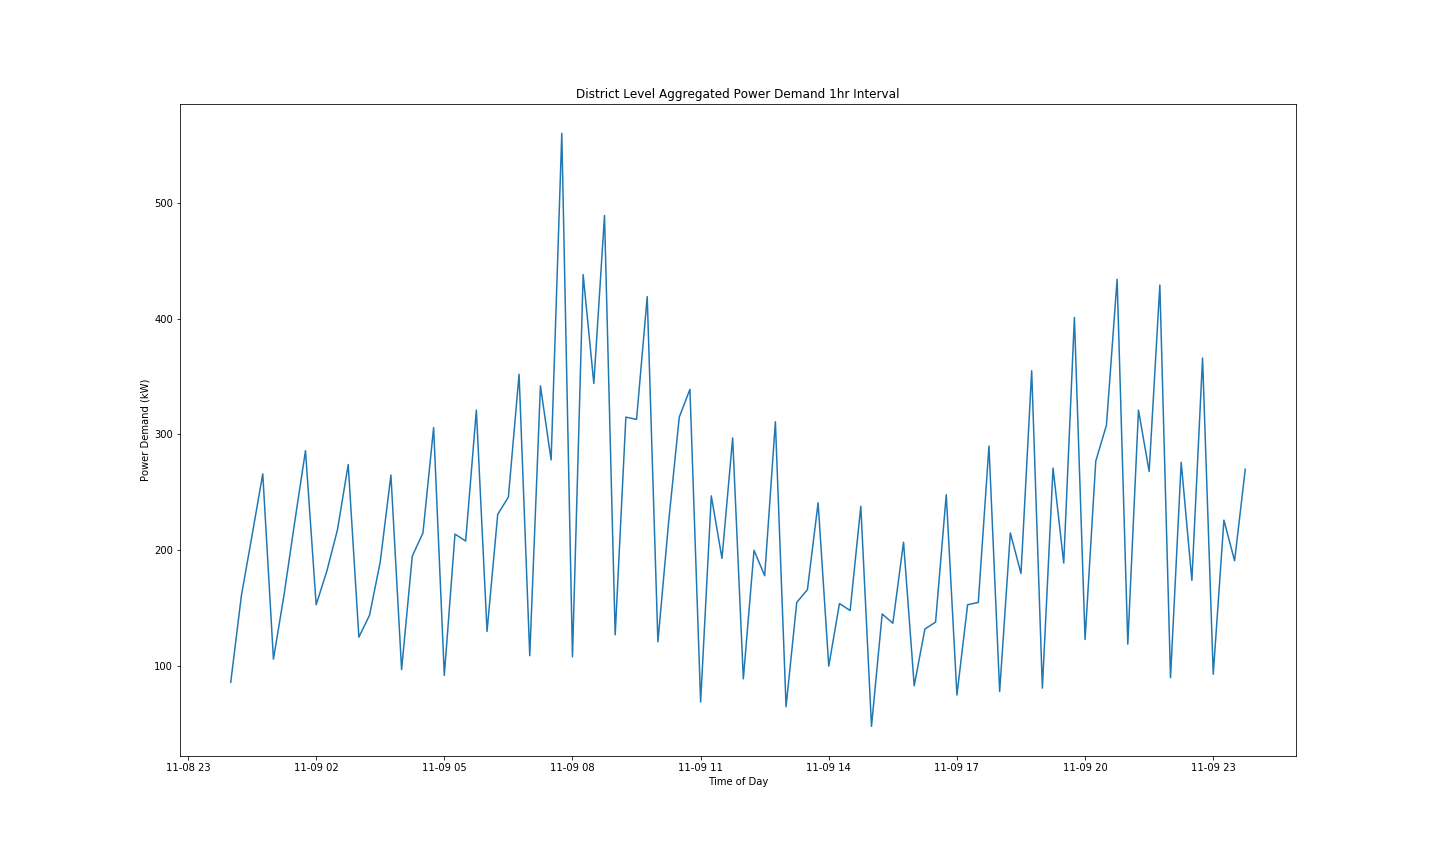 District Level Aggregated Power Demand 1hr Interval
500
400
300
200
100
Power Demand (kW)
11-08 23 11-09 02 11-09 05 11-09 08 11-09 11 11-09 14 11-09 17 11-09 20 11-09 23
Time of Day